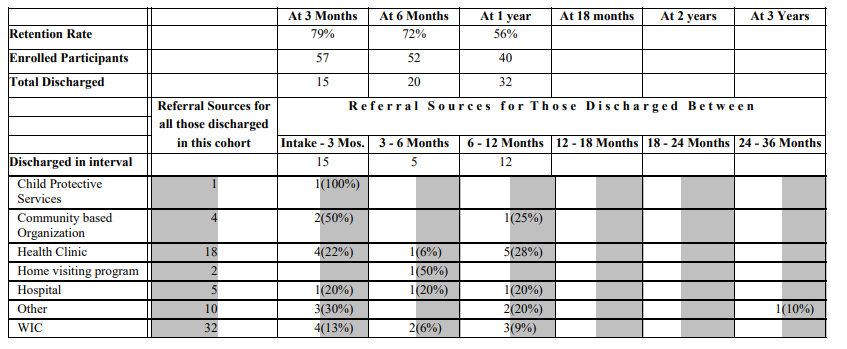 At 3 Months At 6 Months At 1 year At 18 months At 2 years At 3 Years
Retention Rate 79% 72% 56%
Enrolled Participants 57 52 40
Total Discharged 15 20 32
Referral Sources for Referral Sources for Those Discharged Between
all those discharged
in this cohort Intake - 3 Mos. 3 - 6 Months 6 - 12 Months 12 - 18 Months 18 - 24 Months 24 - 36 Months
Discharged in interval 15 5 12
Child Protective 1 1(100%)
Services
Community based 4 2(50%) 1(25%)
Organization
Health Clinic 18 4(22%) 1(6%) 5(28%)
Home visiting program 2 1(50%)
Hospital 5 1(20%) 1(20%) 1(20%)
Other 10 3(30%) 2(20%) 1(10%)
WIC 32 4(13%) 2(6%) 3(9%)